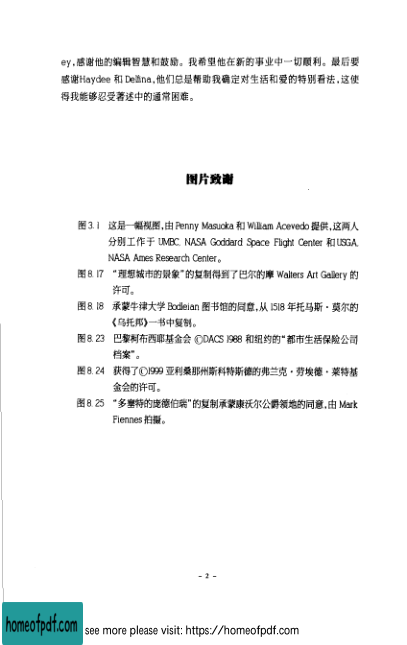 ey,感谢他的编辑智慧和鼓励。我希望他在新的事业中一切顺利。最后要
感谢Haydee 和 Delfina,他们总是帮助我确定对生活和爱的特别看法,这使
得我能够忍受著述中的通常困难。
图片致谢
图 3.1 这是一幅视图,由 Penny Masuoka 和 William Acevedo 提供,这两人
分别工作于 UMBC, NASA Goddard Space Flight Center 和 USGA,
NASA Ames Research Center。
图 8.17 “理想城市的景象”的复制得到了巴尔的摩 Walters Art Gallery 的
许可。
图 8.18 承蒙牛律大学 Bodleian 图书馆的同意,从 1518 年托马斯·莫尔的
《乌托邦》一书中复制。
图 8.23 巴黎柯布西耶基金会 ©DACS 1988 和纽约的“都市生活保险公司
档案”。
图 8.24 获得了©1999 亚利桑那州斯科特斯德的弗兰克·劳埃德·莱特基
金会的许可。
图 8.25 “多塞特的庞德伯瑞”的复制承蒙康沃尔公爵领地的同意,由 Mark
Fiennes 拍摄。
- 2 -
homeofpdf.com
see more please visit: https://homeofpdf.com